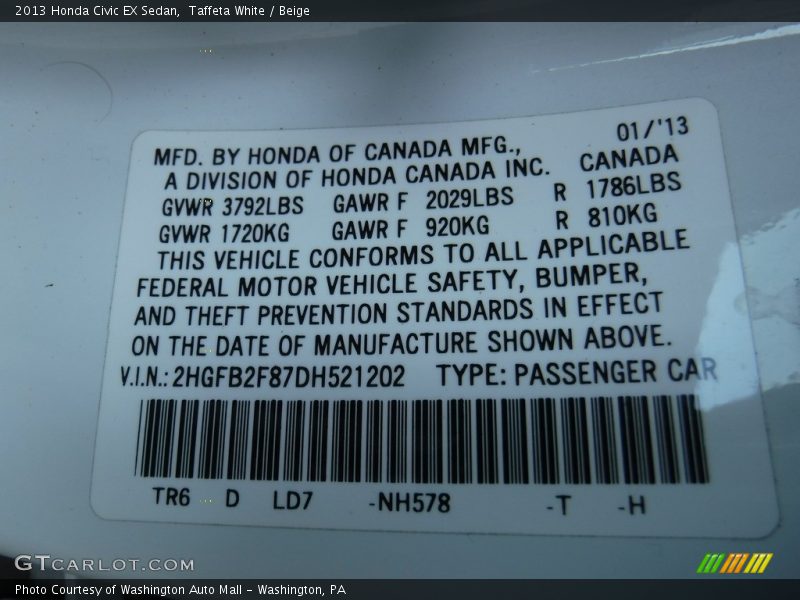 2013 Honda Civic EX Sedan, Taffeta White / Beige
01/'13
MFD. BY HONDA OF CANADA MFG.,
A DIVISION OF HONDA CANADA INC. CANADA
GVWR 3792LBS GAWR F 2029LBS R 1786LBS
GVWR 1720KG GAWR F 920KG R 810KG
THIS VEHICLE CONFORMS TO ALL APPLICABLE
FEDERAL MOTOR VEHICLE SAFETY, BUMPER,
AND THEFT PREVENTION STANDARDS IN EFFECT
ON THE DATE OF MANUFACTURE SHOWN ABOVE.
V.I.N.: 2HGFB2F87DH521202 TYPE: PASSENGER CAR
TR6 D LD7 -NH578 -T -H
GTCARLOT.COM
Photo Courtesy of Washington Auto Mall - Washington, PA